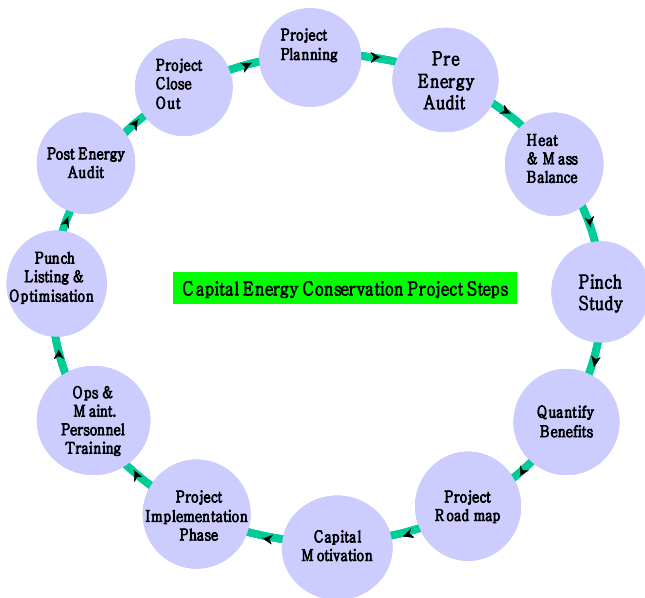 Project
Planning
Pre
Energy
Audit
Heat
& Mass
Balance
Pinch
Study
Quantify
Benefits
Project
Road map
Capital
Motivation
Project
Implementation
Phase
Ops &
Maint.
Personnel
Training
Punch
Listing &
Optimisation
Post Energy
Audit
Project
Close
Out
Capital Energy Conservation Project Steps